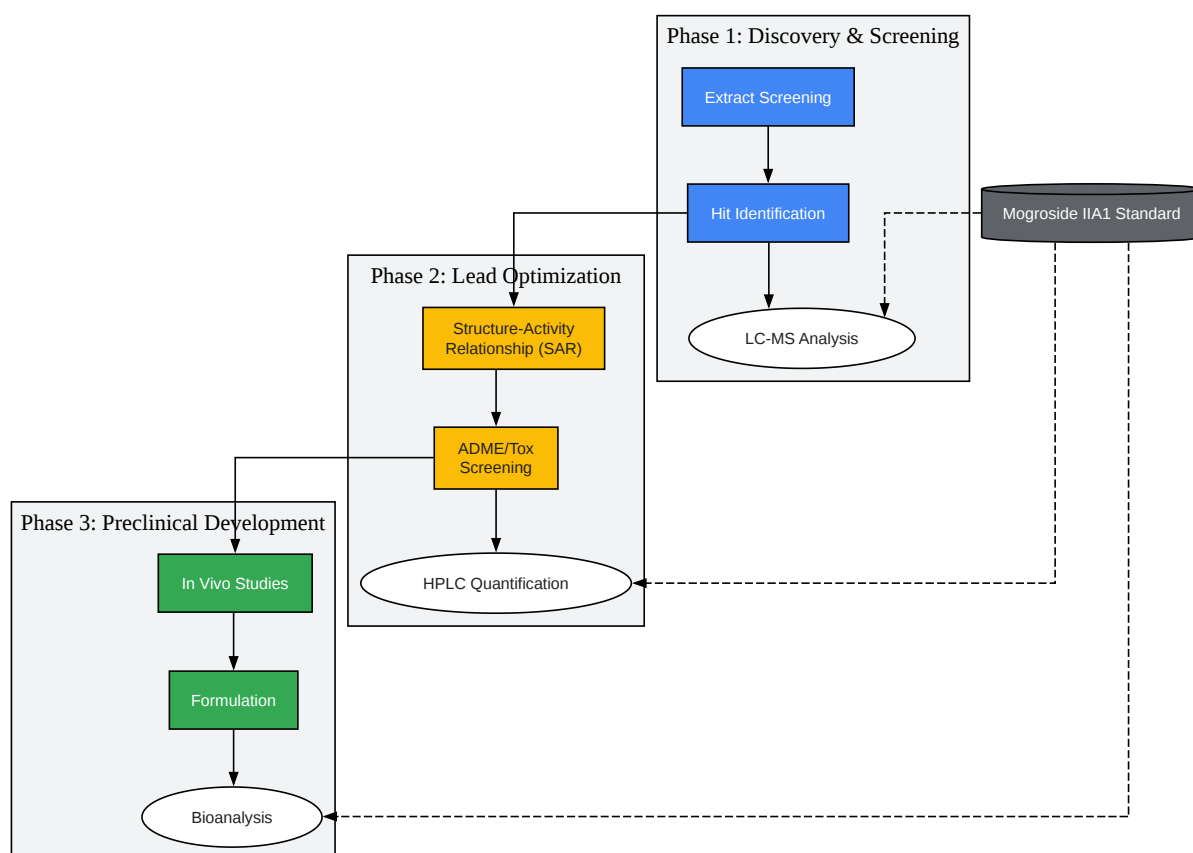 Phase 1: Discovery & Screening
Extract Screening
Hit Identification
Mogroside IIA1 Standard
LC-MS Analysis
Phase 2: Lead Optimization
Structure-Activity
Relationship (SAR)
ADME/Tox
Screening
HPLC Quantification
Phase 3: Preclinical Development
In Vivo Studies
Formulation
Bioanalysis